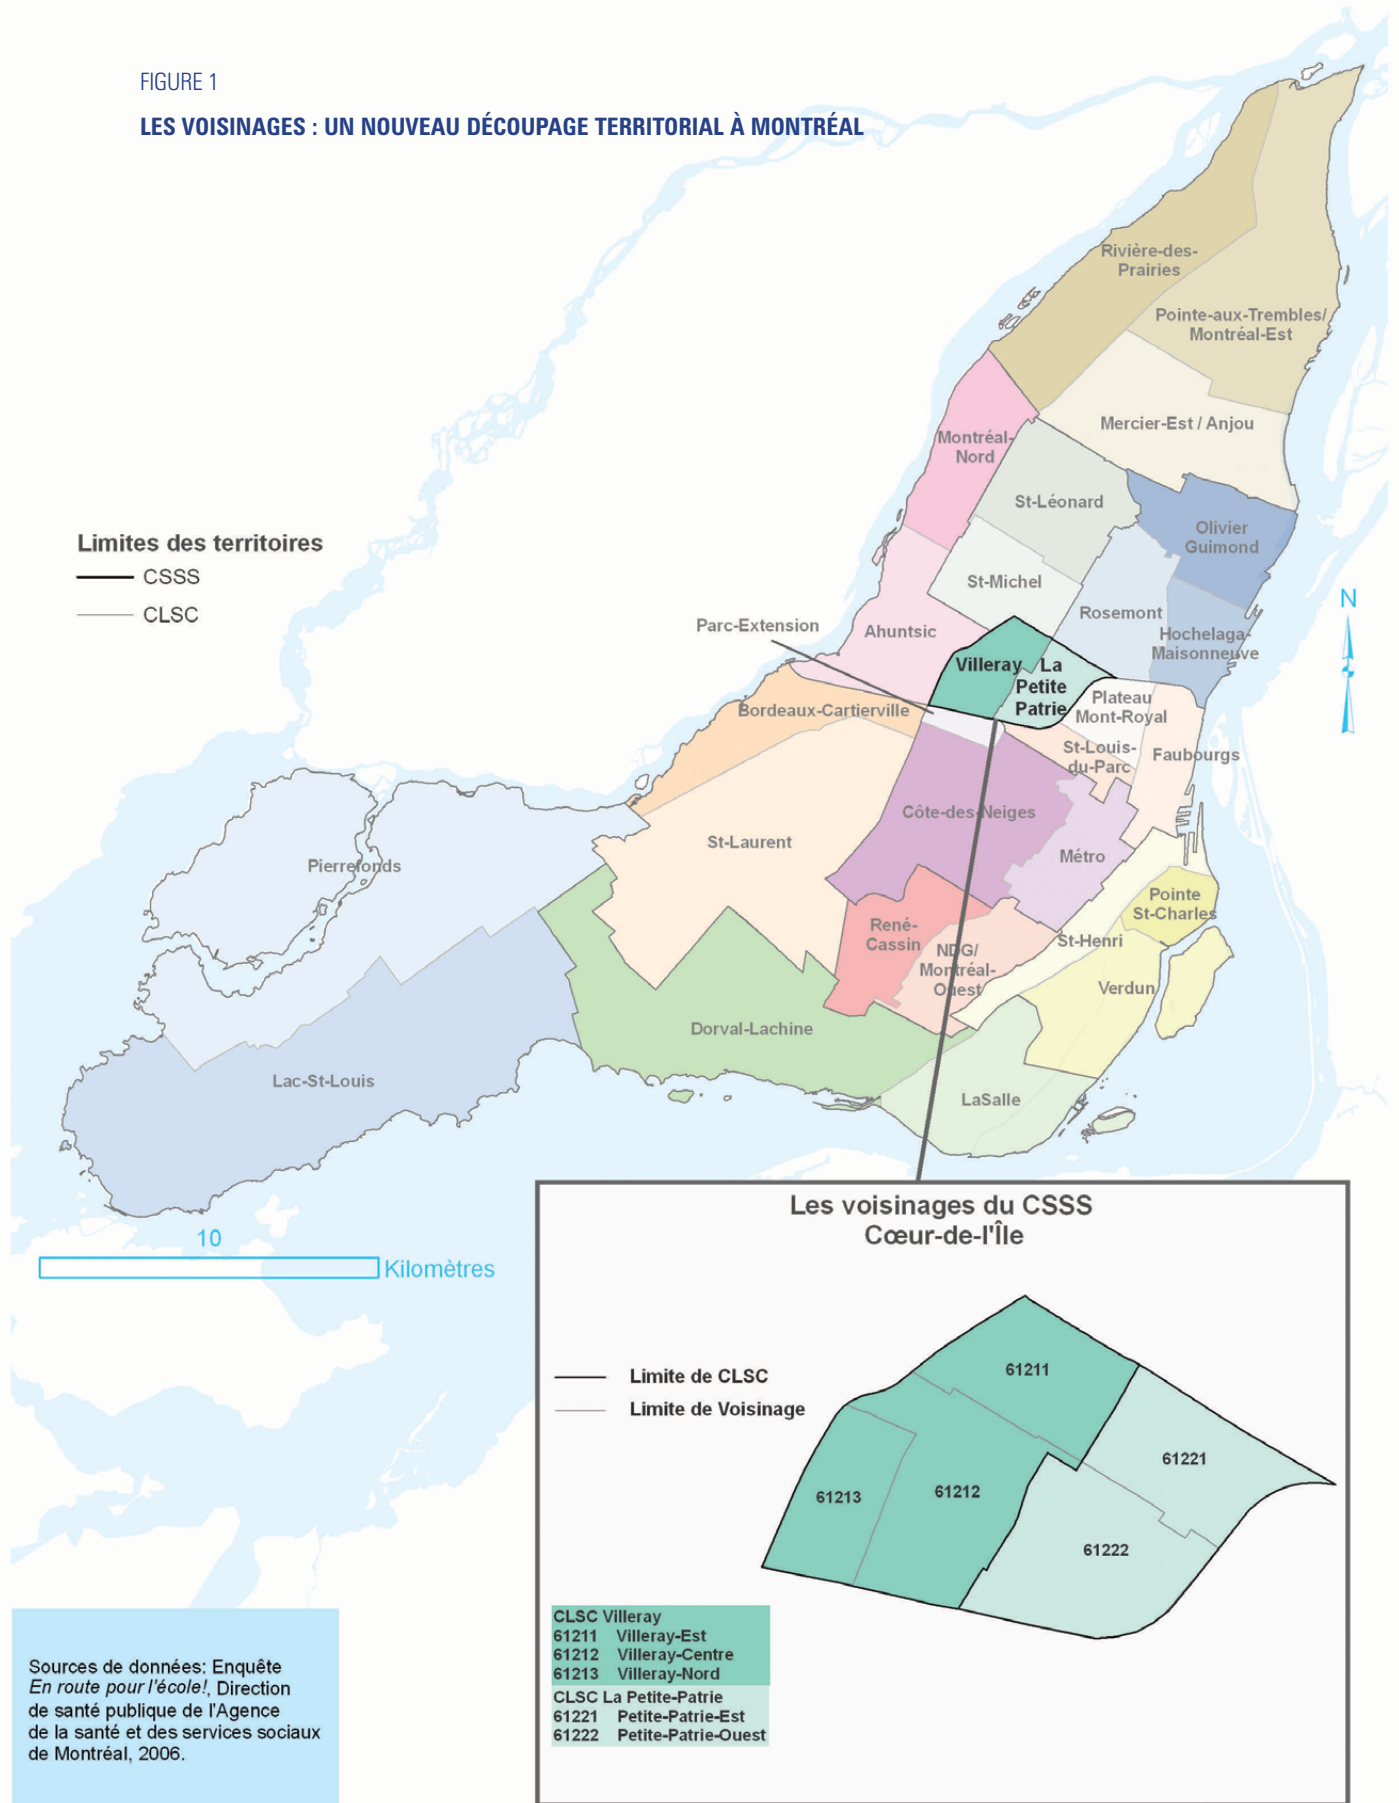 FIGURE 1
LES VOISINAGES : UN NOUVEAU DÉCOUPAGE TERRITORIAL À MONTRÉAL
Rivière-des-
Prairies
Pointe-aux-Trembles/
Montréal-Est
Mercier-Est / Anjou
Montréal-
Nord
St-Léonard
Olivier
Guimond
Limites des territoires
CSSS
CLSC
St-Michel
N
Rosemont
Parc-Extension
Ahuntsic
Hochelaga-
Maisonneuve
Villeray
La
Petite
Patrie
Plateau
Mont-Royal
Bordeaux-Cartierville
St-Louis-
du-Parc
Faubourgs
Côte-des-Neiges
St-Laurent
Métro
Pierrefonds
Pointe
St-Charles
René-
Cassin
NDG/
Montréal-
Ouest
St-Henri
Verdun
Dorval-Lachine
Lac-St-Louis
LaSalle
10
Kilomètres
Les voisinages du CSSS
Cœur-de-l'Île
Limite de CLSC
Limite de Voisinage
61211
61221
61213
61212
61222
CLSC Villeray
61211 Villeray-Est
61212 Villeray-Centre
61213 Villeray-Nord
CLSC La Petite-Patrie
61221 Petite-Patrie-Est
61222 Petite-Patrie-Ouest
Sources de données: Enquête
En route pour l'école!, Direction
de santé publique de l'Agence
de la santé et des services sociaux
de Montréal, 2006.